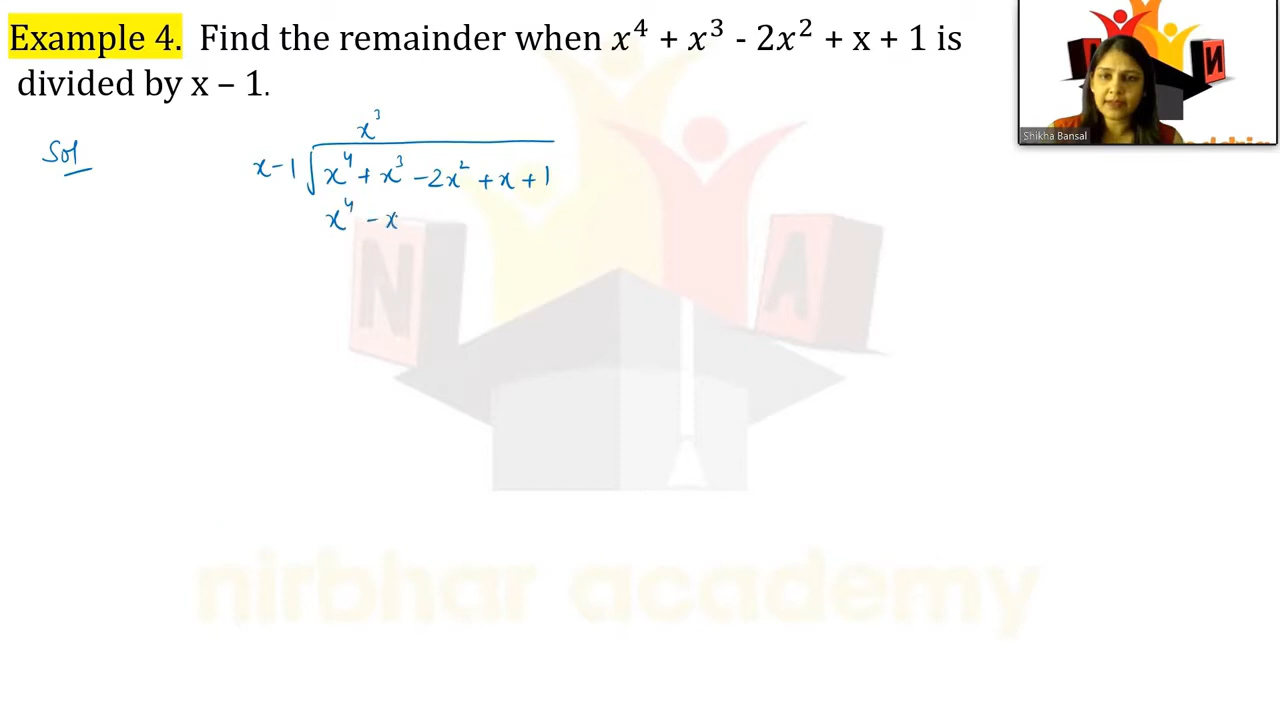 Example 4. Find the remainder when x⁴ + x³ - 2x² + x + 1 is
divided by x – 1.
Sol
x³
x-1 √x⁴ + x³ -2x² + x + 1
x⁴ - x
Shikha Bansal
N
A
И
nirbhar academy